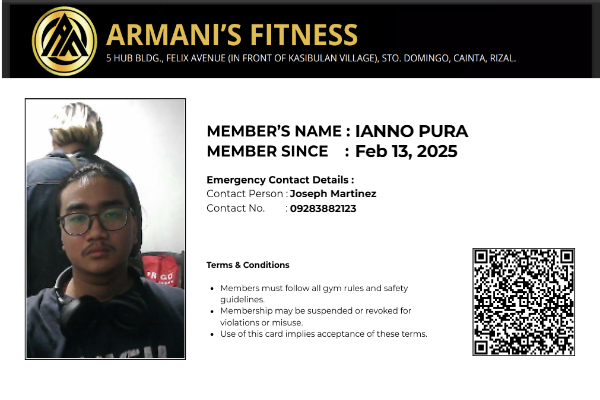 ARMANI'S FITNESS
5 HUB BLDG., FELIX AVENUE (IN FRONT OF KASIBULAN VILLAGE), STO. DOMINGO, CAINTA, RIZAL.
MEMBER'S NAME : IANNO PURA
MEMBER SINCE : Feb 13, 2025
Emergency Contact Details :
Contact Person : Joseph Martinez
Contact No. : 09283882123
Terms & Conditions
• Members must follow all gym rules and safety
guidelines.
• Membership may be suspended or revoked for
violations or misuse.
• Use of this card implies acceptance of these terms.